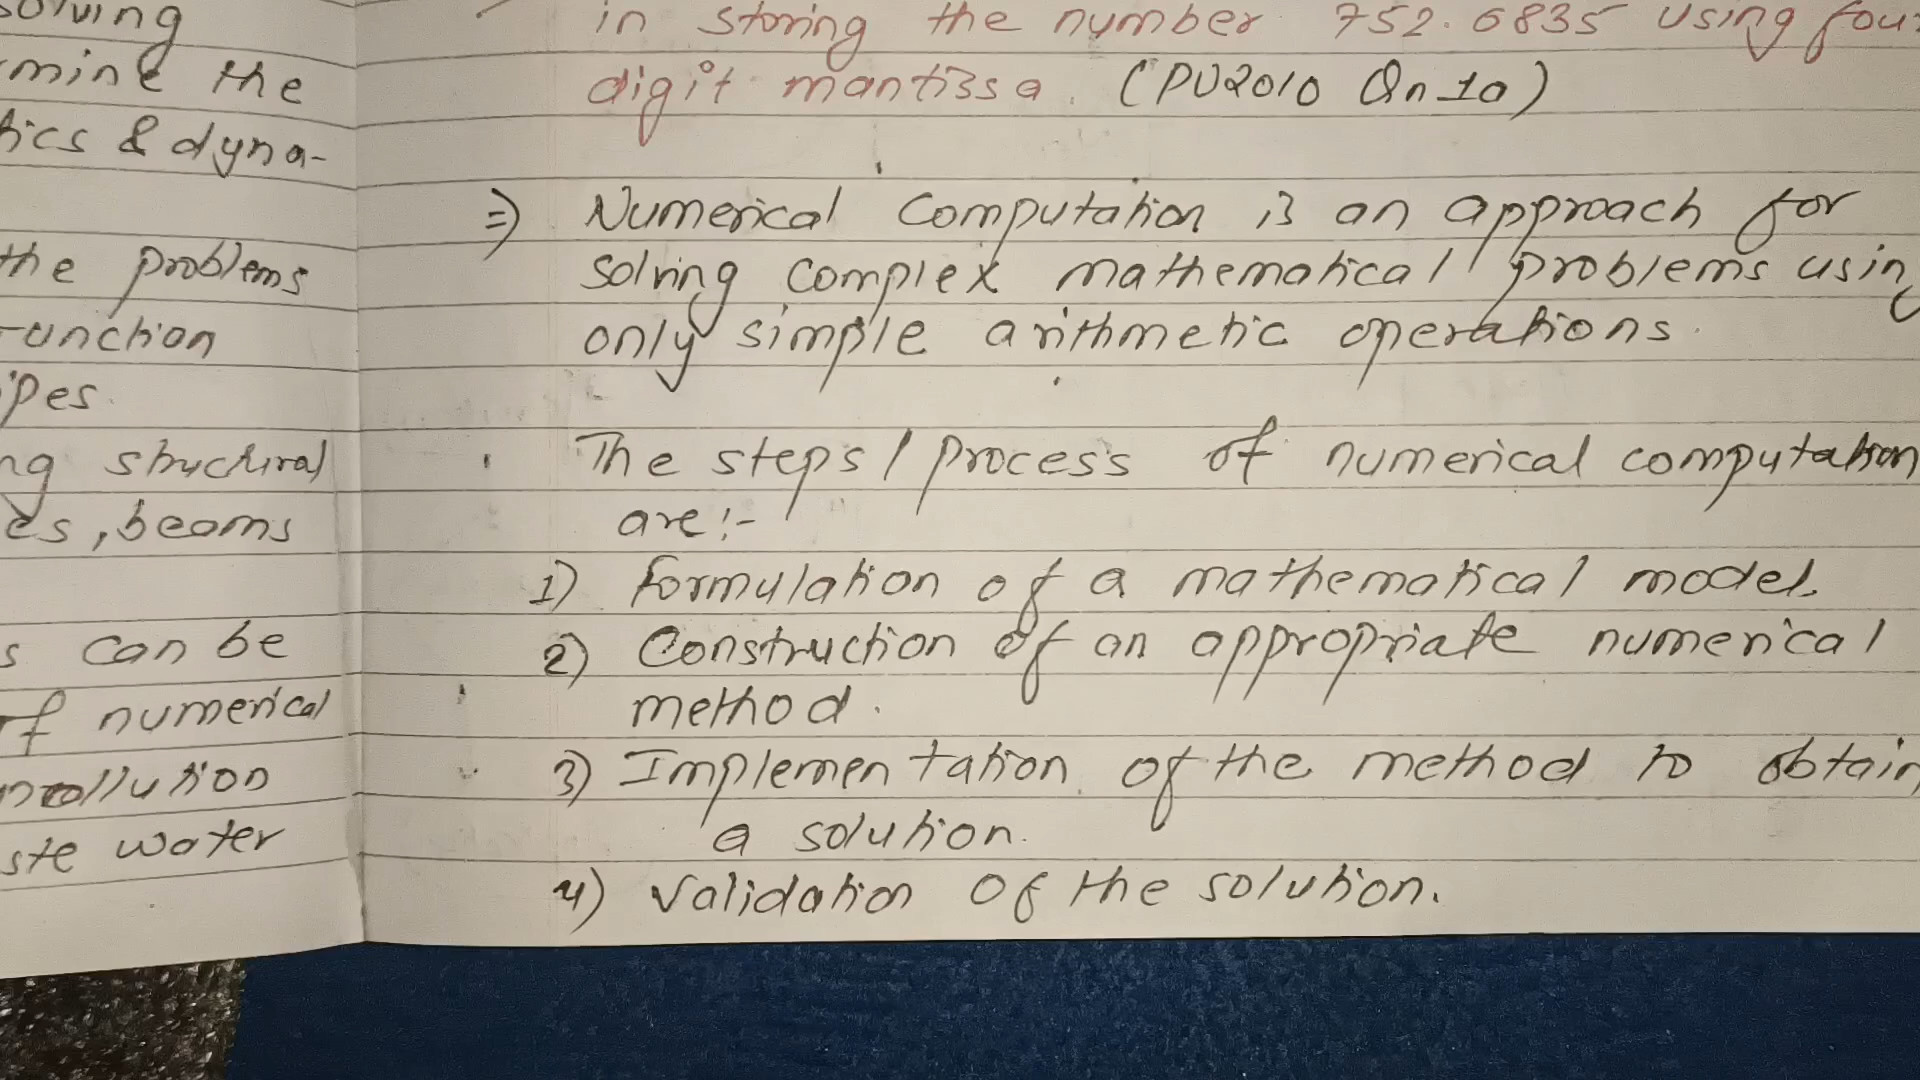 solving
mine the
tics & dyna-
the problems
Function
ipes.
ng structural
es, beams
s can be
of numerical
pollution
ste water
in storing the number 752.6835 using four
digit mantissa. (PU2010 Qn 1a)
=) Numerical Computation is an approach for
solving complex mathematical problems using
only simple arithmetic operations.
The steps / process of numerical computation
are:-
1) Formulation of a mathematical model.
2) Construction of an appropriate numerical
method.
3) Implementation of the method to obtain
a solution.
4) Validation of the solution.